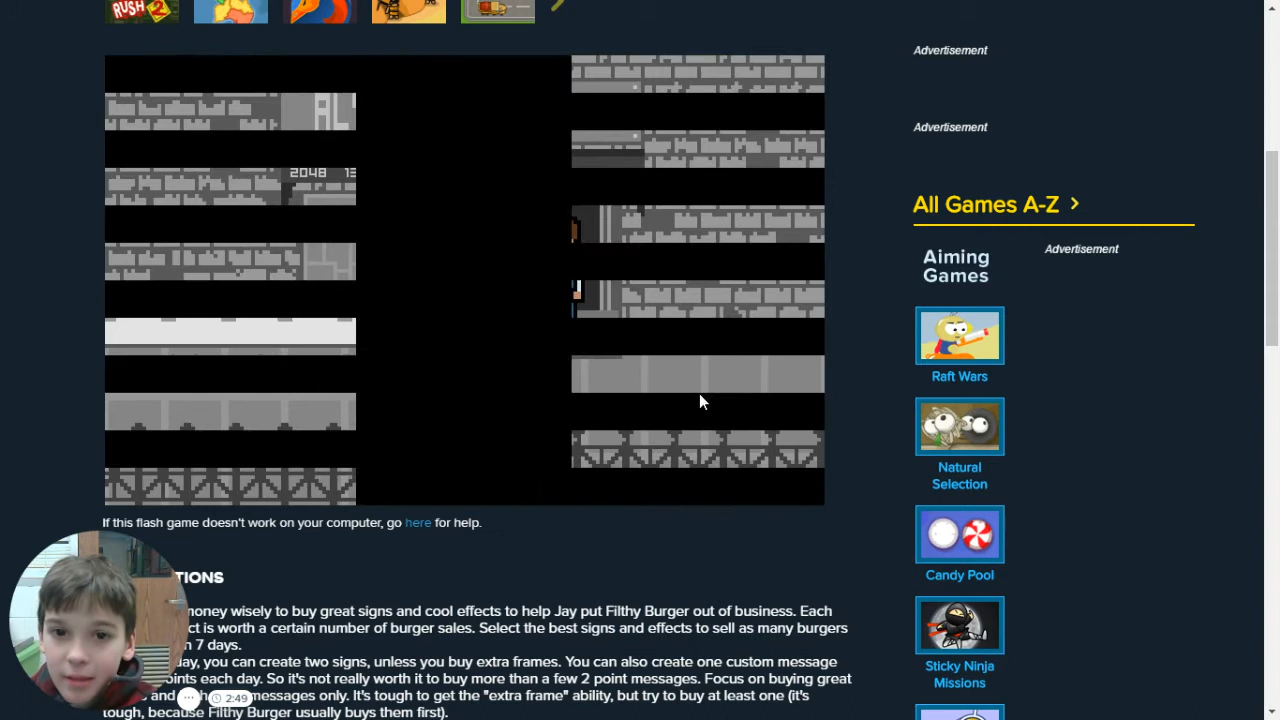 RUSH
2
Advertisement
Advertisement
AL
2048
All Games A-Z >
Advertisement
Aiming
Games
Raft Wars
Natural
Selection
Candy Pool
Sticky Ninja
Missions
If this flash game doesn't work on your computer, go here for help.
TIONS
money wisely to buy great signs and cool effects to help Jay put Filthy Burger out of business. Each
ct is worth a certain number of burger sales. Select the best signs and effects to sell as many burgers
n 7 days.
day, you can create two signs, unless you buy extra frames. You can also create one custom message
oints each day. So it's not really worth it to buy more than a few 2 point messages. Focus on buying great
messages only. It's tough to get the "extra frame" ability, but try to buy at least one (it's
tough, because Filthy Burger usually buys them first).
2:49